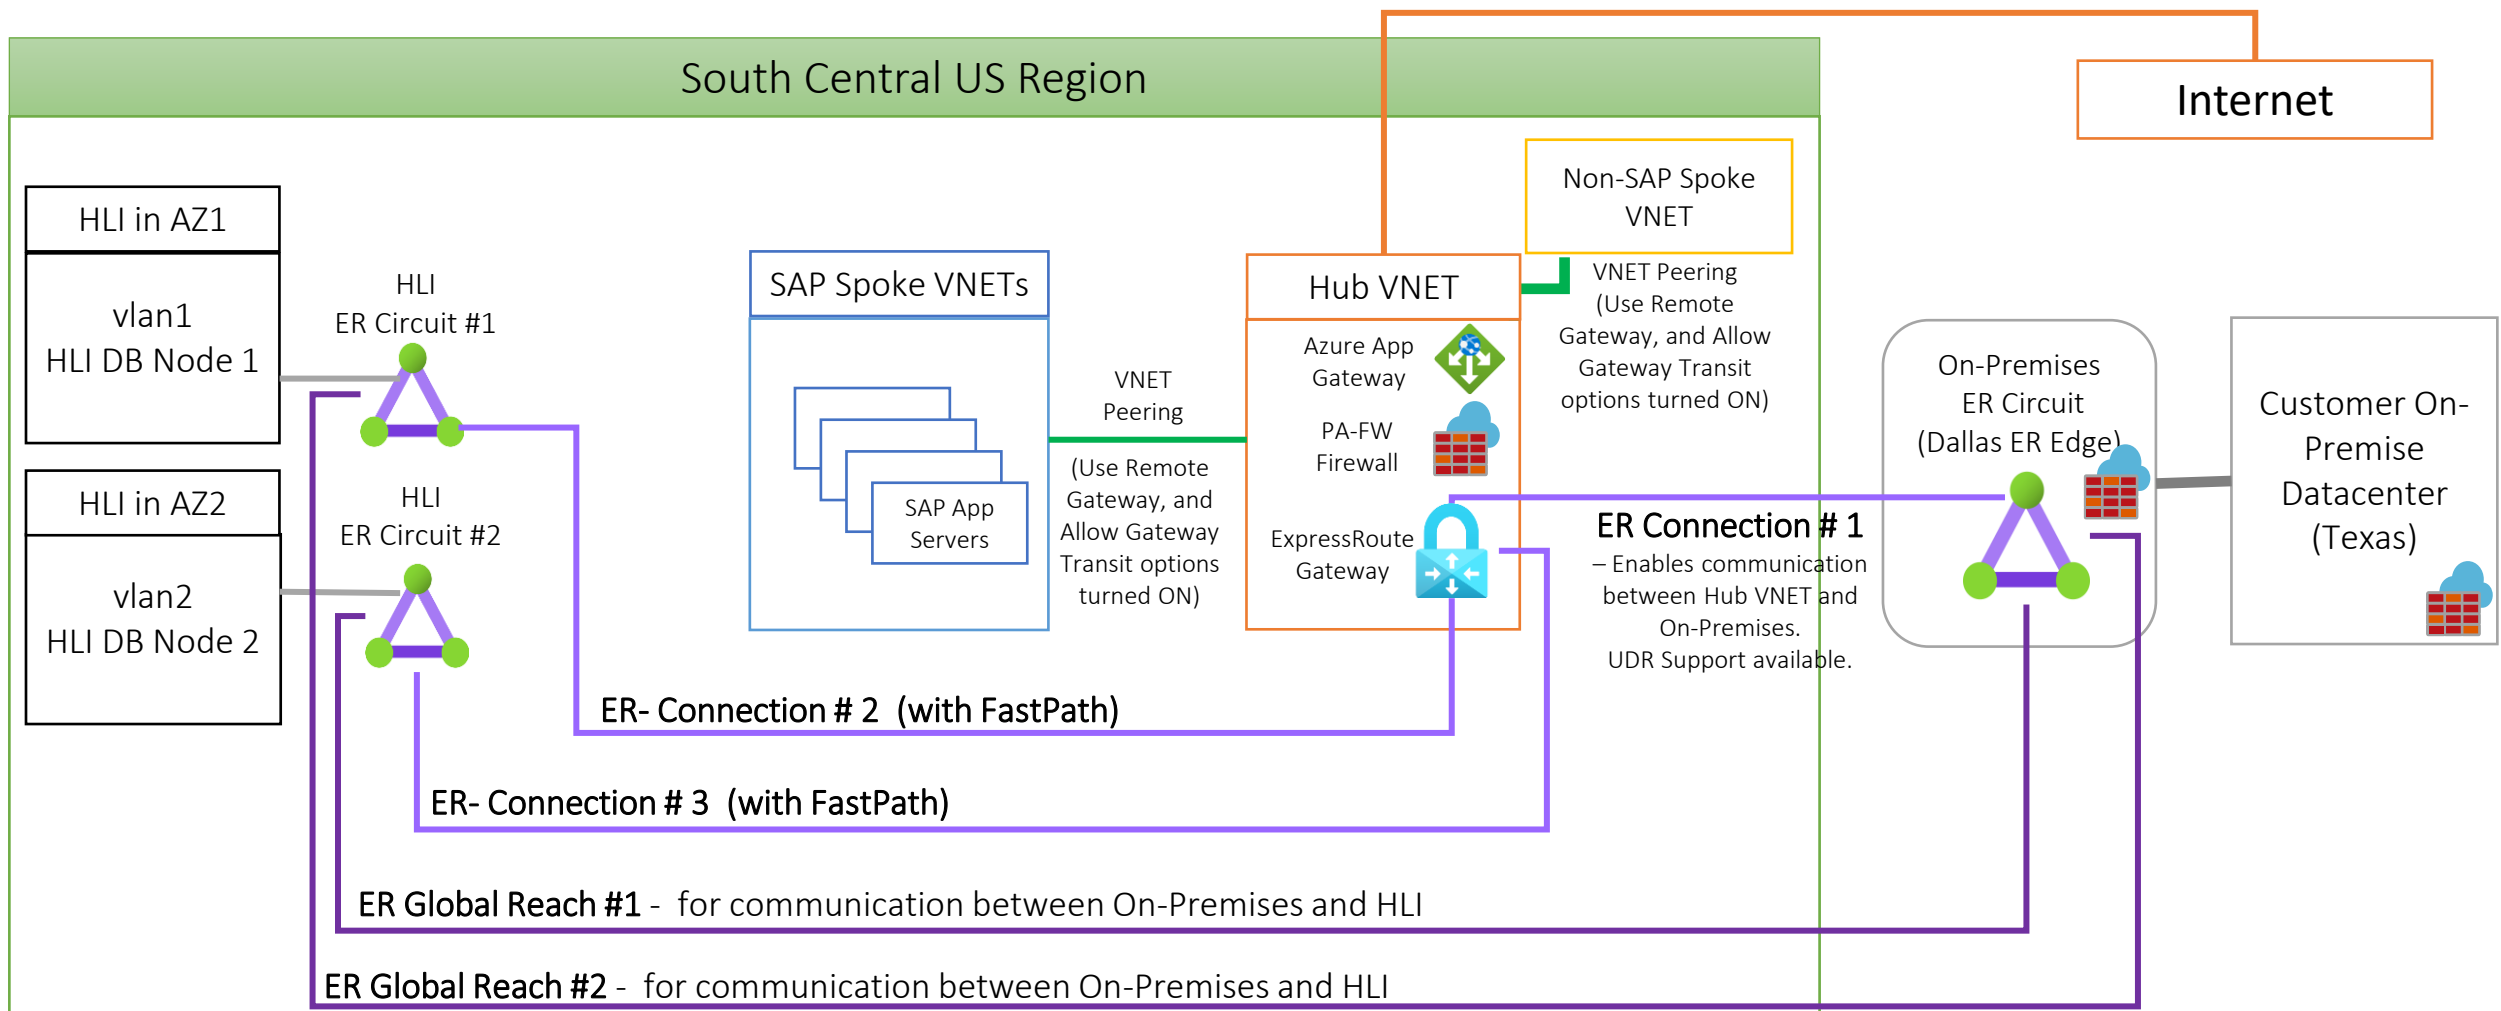 South Central US Region
Internet
Non-SAP Spoke
VNET
HLI in AZ1
vlan1
HLI DB Node 1
HLI
ER Circuit #1
HLI in AZ2
vlan2
HLI DB Node 2
HLI
ER Circuit #2
SAP Spoke VNETs
SAP App
Servers
VNET
Peering
(Use Remote
Gateway, and
Allow Gateway
Transit options
turned ON)
Hub VNET
Azure App
Gateway
PA-FW
Firewall
ExpressRoute
Gateway
VNET Peering
(Use Remote
Gateway, and Allow
Gateway Transit
options turned ON)
ER Connection # 1
– Enables communication
between Hub VNET and
On-Premises.
UDR Support available.
On-Premises
ER Circuit
(Dallas ER Edge)
Customer On-
Premise
Datacenter
(Texas)
ER- Connection # 2 (with FastPath)
ER- Connection # 3 (with FastPath)
ER Global Reach #1 - for communication between On-Premises and HLI
ER Global Reach #2 - for communication between On-Premises and HLI